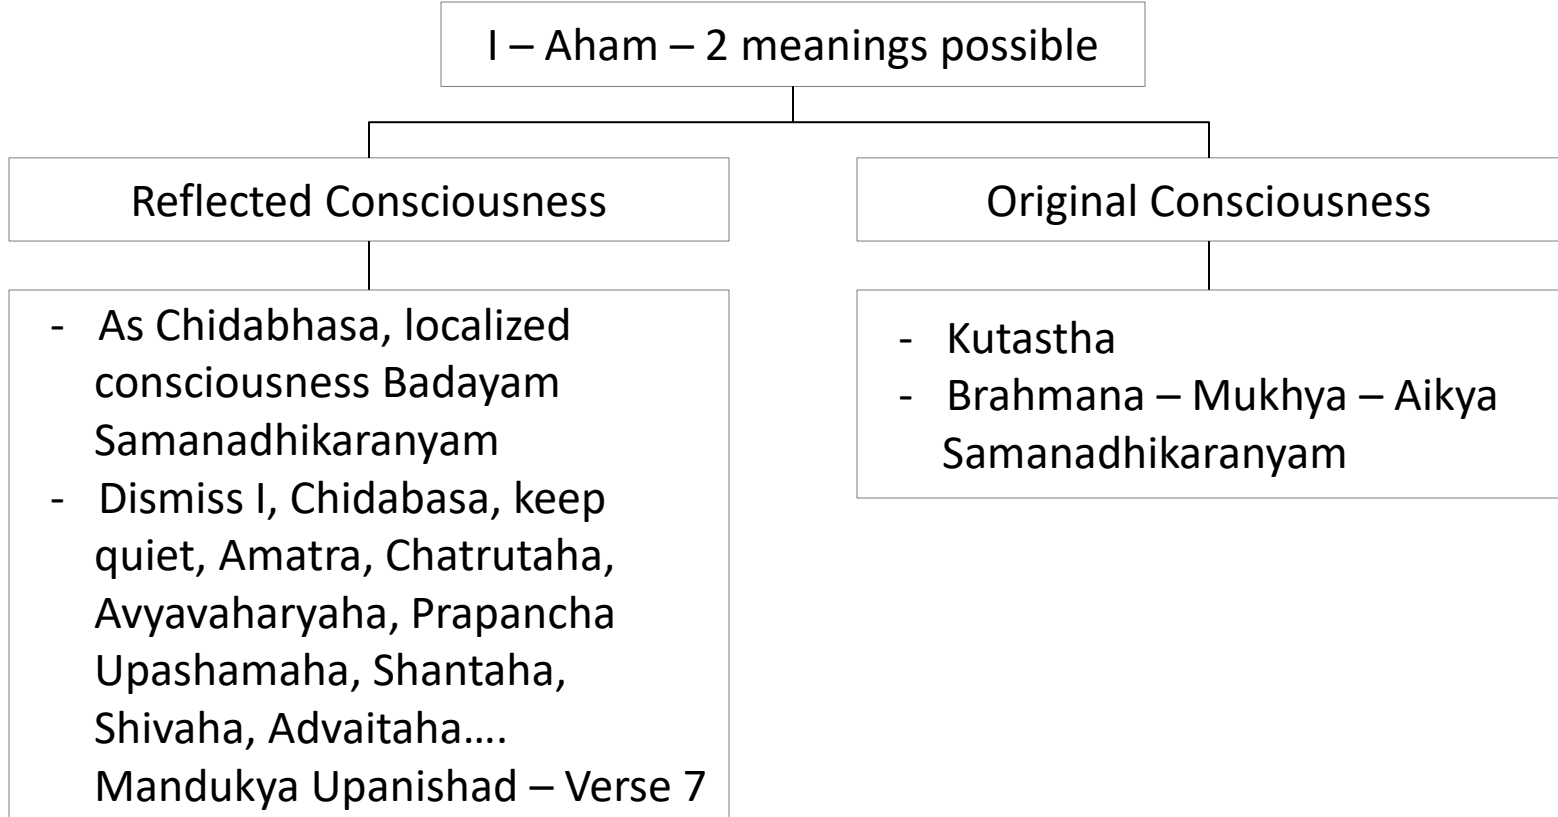 I – Aham – 2 meanings possible
Reflected Consciousness
- As Chidabhasa, localized
consciousness Badayam
Samanadhikaranyam
- Dismiss I, Chidabasa, keep
quiet, Amatra, Chatrutaha,
Avyavaharyaha, Prapancha
Upashamaha, Shantaha,
Shivaha, Advaitaha….
Mandukya Upanishad – Verse 7
Original Consciousness
- Kutastha
- Brahmana – Mukhya – Aikya
Samanadhikaranyam